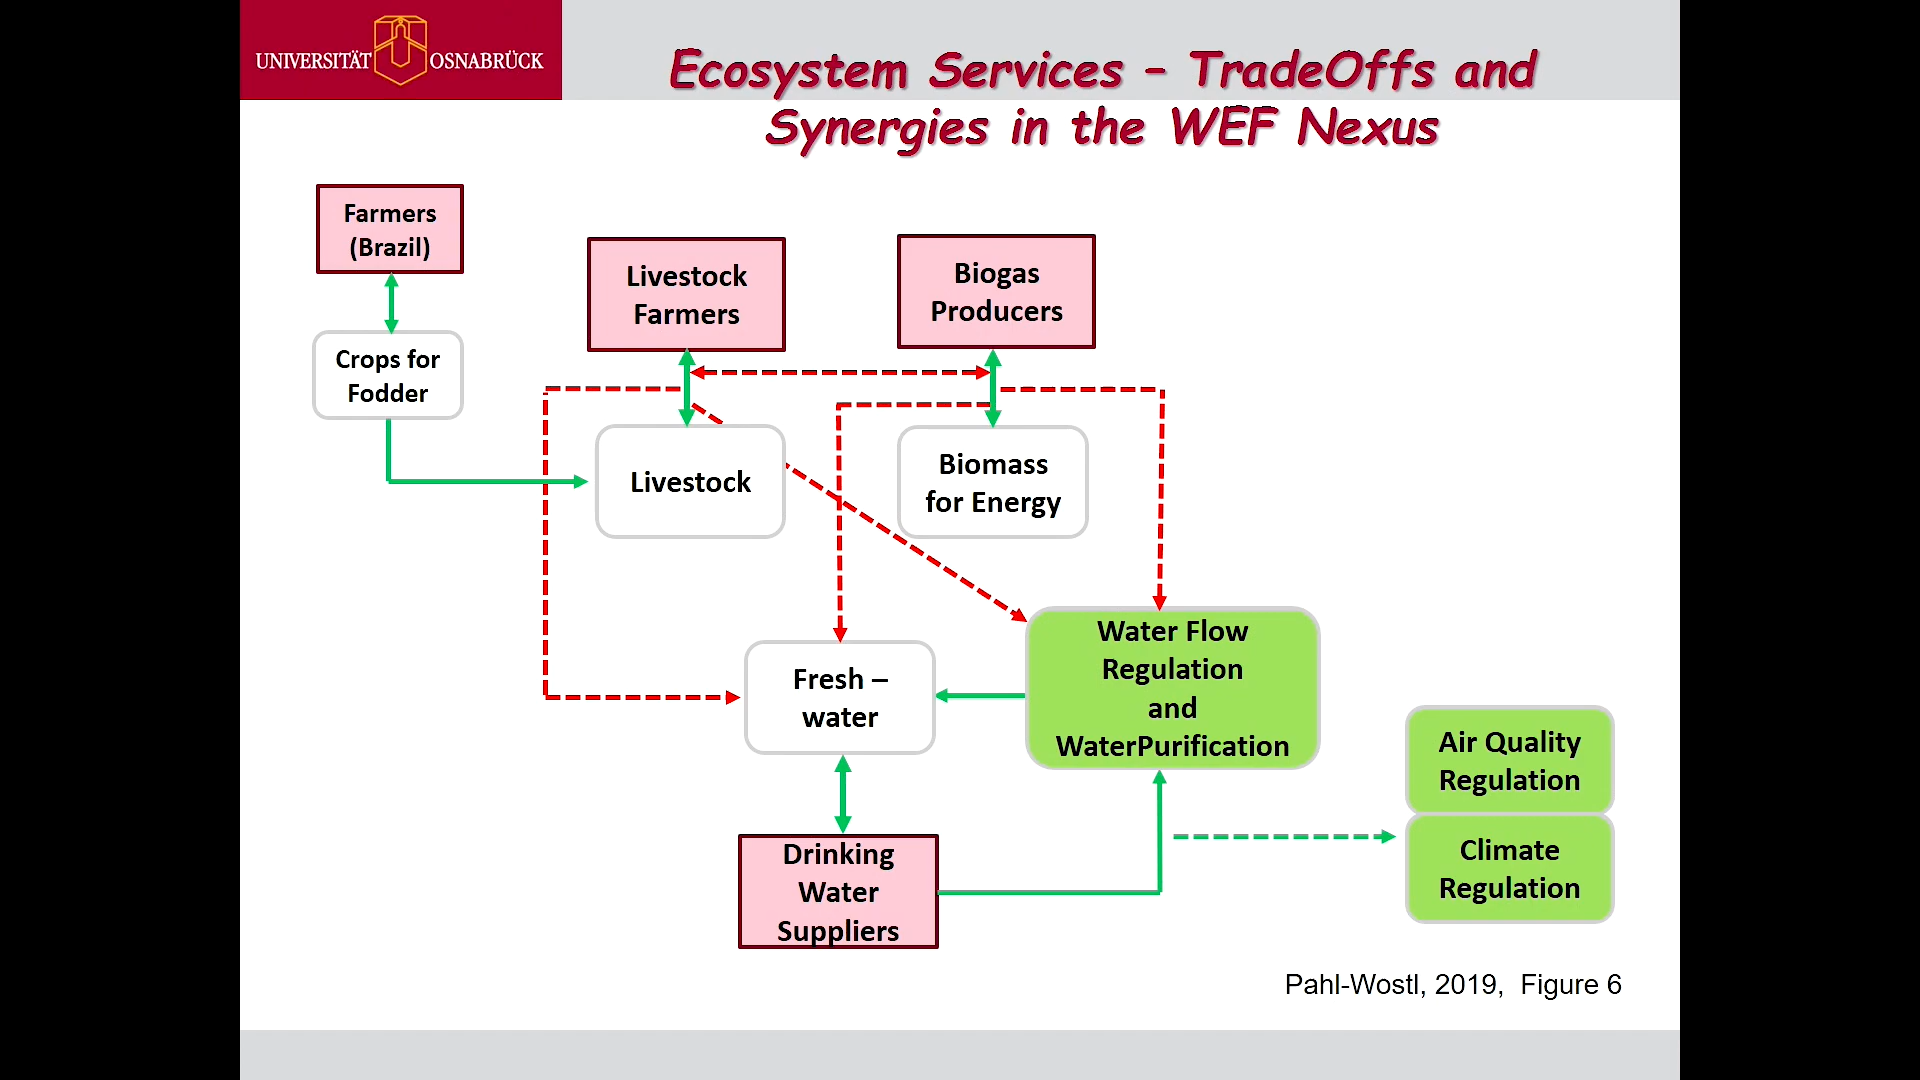 UNIVERSITÄT OSNABRÜCK
Ecosystem Services – TradeOffs and
Synergies in the WEF Nexus
Farmers
(Brazil)
Livestock
Farmers
Biogas
Producers
Crops for
Fodder
Livestock
Biomass
for Energy
Fresh –
water
Water Flow
Regulation
and
WaterPurification
Air Quality
Regulation
Climate
Regulation
Drinking
Water
Suppliers
Pahl-Wostl, 2019, Figure 6